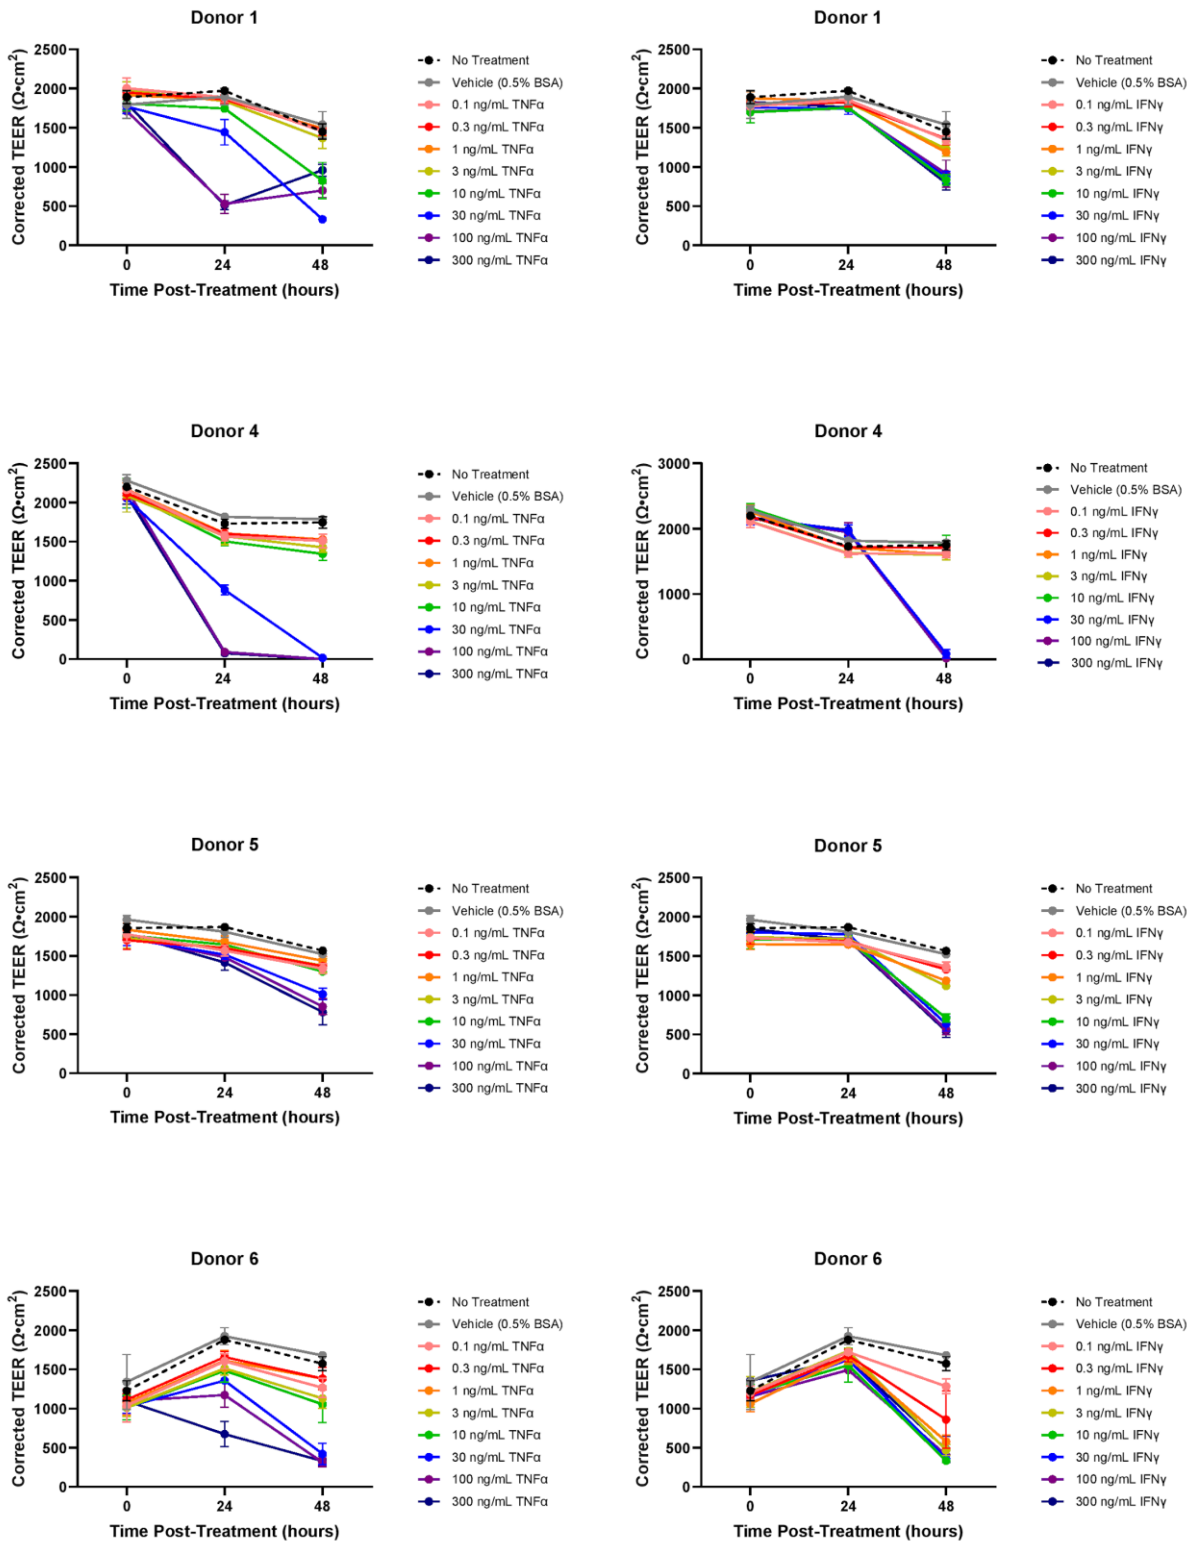 Donor 1
Corrected TEER (Ω•cm²)
2500
2000
1500
1000
500
0
0 24 48
Time Post-Treatment (hours)
No Treatment
Vehicle (0.5% BSA)
0.1 ng/mL TNFα
0.3 ng/mL TNFα
1 ng/mL TNFα
3 ng/mL TNFα
10 ng/mL TNFα
30 ng/mL TNFα
100 ng/mL TNFα
300 ng/mL TNFα
Donor 1
Corrected TEER (Ω•cm²)
2500
2000
1500
1000
500
0
0 24 48
Time Post-Treatment (hours)
No Treatment
Vehicle (0.5% BSA)
0.1 ng/mL IFNγ
0.3 ng/mL IFNγ
1 ng/mL IFNγ
3 ng/mL IFNγ
10 ng/mL IFNγ
30 ng/mL IFNγ
100 ng/mL IFNγ
300 ng/mL IFNγ
Donor 4
Corrected TEER (Ω•cm²)
2500
2000
1500
1000
500
0
0 24 48
Time Post-Treatment (hours)
No Treatment
Vehicle (0.5% BSA)
0.1 ng/mL TNFα
0.3 ng/mL TNFα
1 ng/mL TNFα
3 ng/mL TNFα
10 ng/mL TNFα
30 ng/mL TNFα
100 ng/mL TNFα
300 ng/mL TNFα
Donor 4
Corrected TEER (Ω•cm²)
3000
2000
1000
0
0 24 48
Time Post-Treatment (hours)
No Treatment
Vehicle (0.5% BSA)
0.1 ng/mL IFNγ
0.3 ng/mL IFNγ
1 ng/mL IFNγ
3 ng/mL IFNγ
10 ng/mL IFNγ
30 ng/mL IFNγ
100 ng/mL IFNγ
300 ng/mL IFNγ
Donor 5
Corrected TEER (Ω•cm²)
2500
2000
1500
1000
500
0
0 24 48
Time Post-Treatment (hours)
No Treatment
Vehicle (0.5% BSA)
0.1 ng/mL TNFα
0.3 ng/mL TNFα
1 ng/mL TNFα
3 ng/mL TNFα
10 ng/mL TNFα
30 ng/mL TNFα
100 ng/mL TNFα
300 ng/mL TNFα
Donor 5
Corrected TEER (Ω•cm²)
2500
2000
1500
1000
500
0
0 24 48
Time Post-Treatment (hours)
No Treatment
Vehicle (0.5% BSA)
0.1 ng/mL IFNγ
0.3 ng/mL IFNγ
1 ng/mL IFNγ
3 ng/mL IFNγ
10 ng/mL IFNγ
30 ng/mL IFNγ
100 ng/mL IFNγ
300 ng/mL IFNγ
Donor 6
Corrected TEER (Ω•cm²)
2500
2000
1500
1000
500
0
0 24 48
Time Post-Treatment (hours)
No Treatment
Vehicle (0.5% BSA)
0.1 ng/mL TNFα
0.3 ng/mL TNFα
1 ng/mL TNFα
3 ng/mL TNFα
10 ng/mL TNFα
30 ng/mL TNFα
100 ng/mL TNFα
300 ng/mL TNFα
Donor 6
Corrected TEER (Ω•cm²)
2500
2000
1500
1000
500
0
0 24 48
Time Post-Treatment (hours)
No Treatment
Vehicle (0.5% BSA)
0.1 ng/mL IFNγ
0.3 ng/mL IFNγ
1 ng/mL IFNγ
3 ng/mL IFNγ
10 ng/mL IFNγ
30 ng/mL IFNγ
100 ng/mL IFNγ
300 ng/mL IFNγ